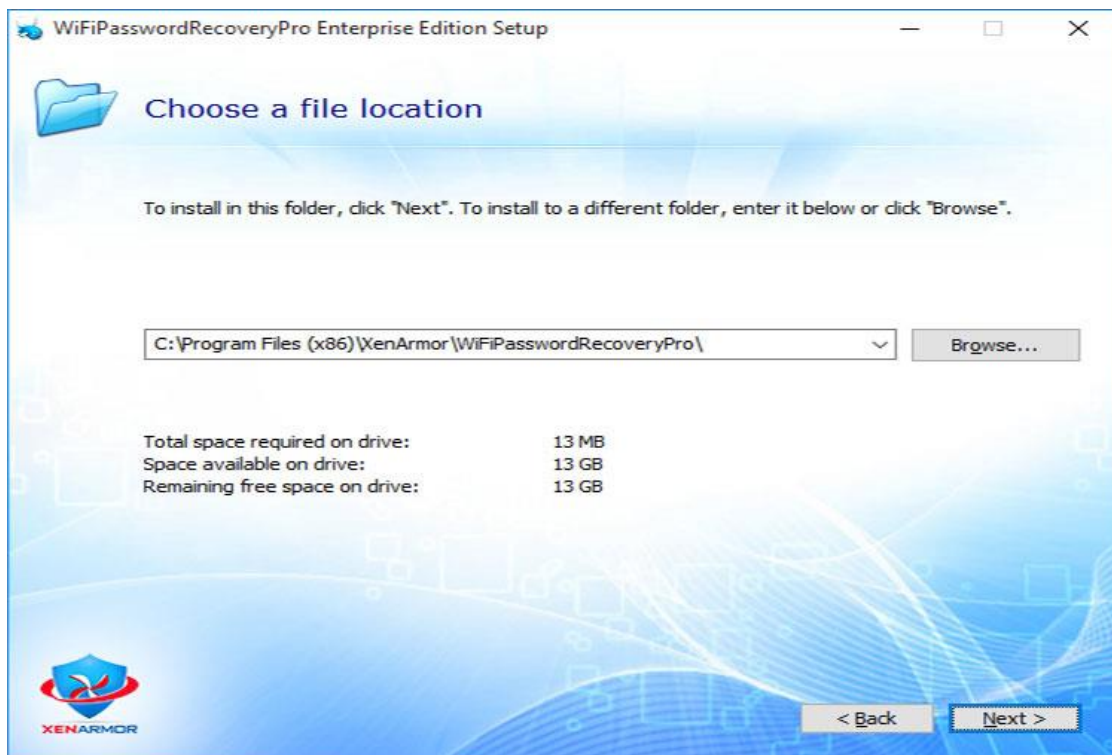 WiFiPasswordRecoveryPro Enterprise Edition Setup
Choose a file location
To install in this folder, click "Next". To install to a different folder, enter it below or click "Browse".
C:\Program Files (x86)\XenArmor\WiFiPasswordRecoveryPro\
Browse...
Total space required on drive: 13 MB
Space available on drive: 13 GB
Remaining free space on drive: 13 GB
XENARMOR
< Back
Next >